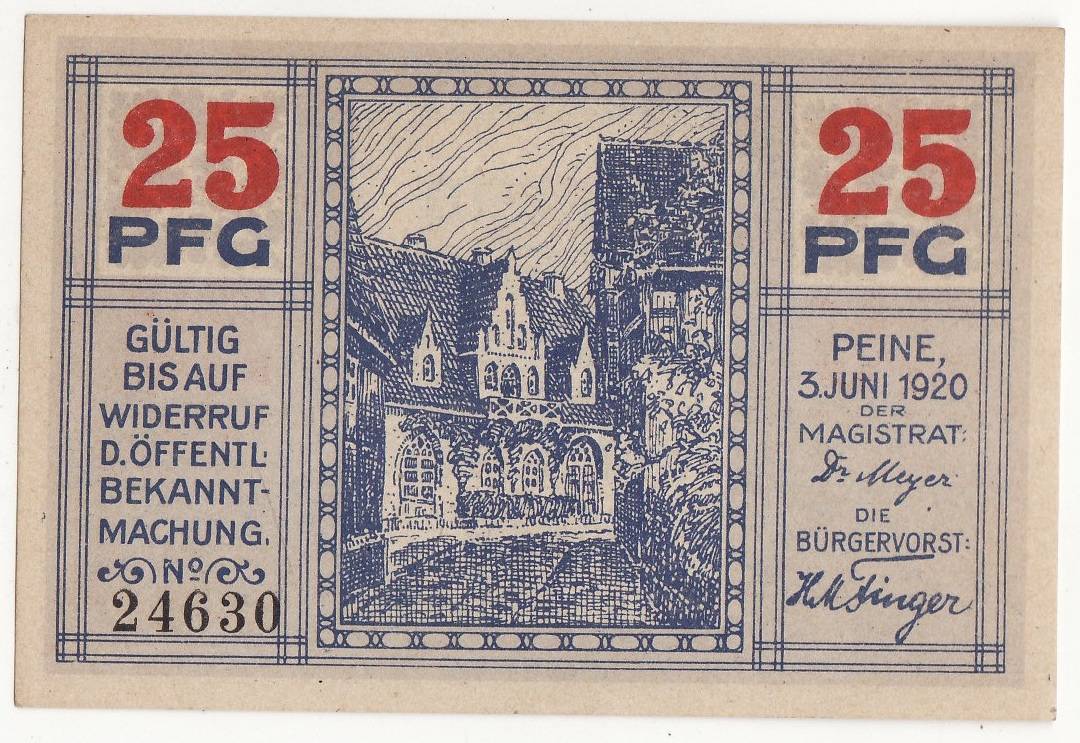 25
PFG
GÜLTIG
BIS AUF
WIDERRUF
D. ÖFFENTL:
BEKANNT-
MACHUNG.
No
24630
25
PFG
PEINE,
3. JUNI 1920
DER
MAGISTRAT:
Dr. Meyer
DIE
BÜRGERVORST:
HMFinger